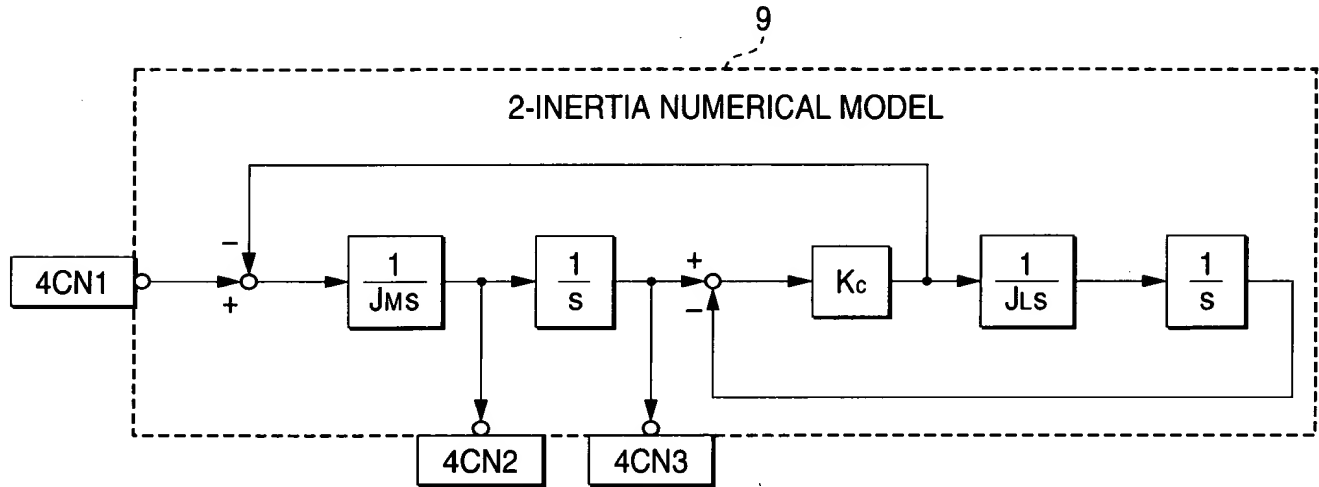 9
2-INERTIA NUMERICAL MODEL
−
+
4CN1
1
JMS
1
S
+
−
Kc
1
JLS
1
S
4CN2
4CN3